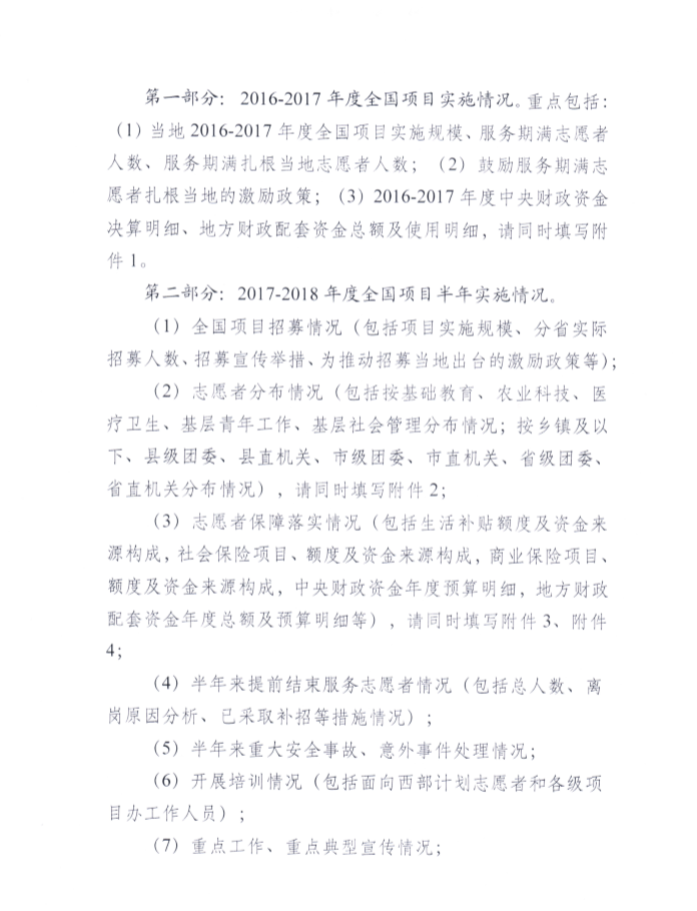 第一部分：2016-2017 年度全国项目实施情况。重点包括：
（1）当地 2016-2017 年度全国项目实施规模、服务期满志愿者
人数、服务期满扎根当地志愿者人数；（2）鼓励服务期满志
愿者扎根当地的激励政策；（3）2016-2017 年度中央财政资金
决算明细、地方财政配套资金总额及使用明细，请同时填写附
件 1。
第二部分：2017-2018 年度全国项目半年实施情况。
（1）全国项目招募情况（包括项目实施规模、分省实际
招募人数、招募宣传举措、为推动招募当地出台的激励政策等）；
（2）志愿者分布情况（包括按基础教育、农业科技、医
疗卫生、基层青年工作、基层社会管理分布情况；按乡镇及以
下、县级团委、县直机关、市级团委、市直机关、省级团委、
省直机关分布情况），请同时填写附件 2；
（3）志愿者保障落实情况（包括生活补贴额度及资金来
源构成，社会保险项目、额度及资金来源构成，商业保险项目、
额度及资金来源构成，中央财政资金年度预算明细，地方财政
配套资金年度总额及预算明细等），请同时填写附件 3、附件
4；
（4）半年来提前结束服务志愿者情况（包括总人数、离
岗原因分析、已采取补招等措施情况）；
（5）半年来重大安全事故、意外事件处理情况；
（6）开展培训情况（包括面向西部计划志愿者和各级项
目办工作人员）；
（7）重点工作、重点典型宣传情况；